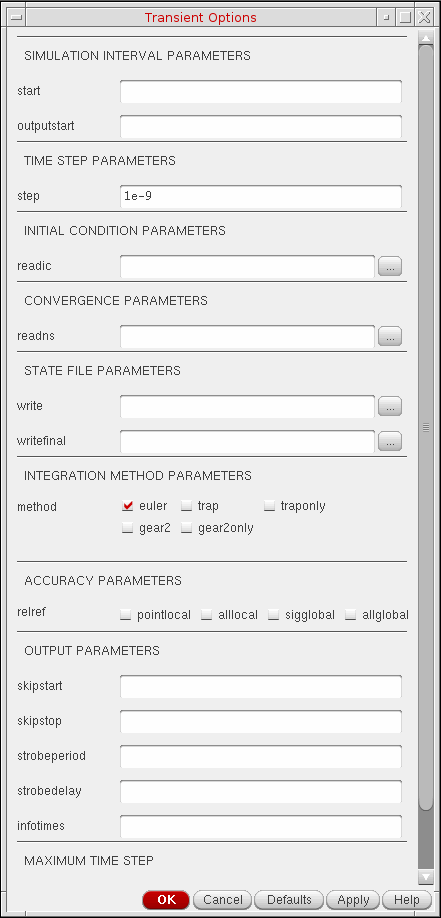 Transient Options
SIMULATION INTERVAL PARAMETERS
start
outputstart
TIME STEP PARAMETERS
step 1e-9
INITIAL CONDITION PARAMETERS
readic ...
CONVERGENCE PARAMETERS
readns ...
STATE FILE PARAMETERS
write ...
writefinal ...
INTEGRATION METHOD PARAMETERS
method euler trap traponly
gear2 gear2only
ACCURACY PARAMETERS
relref pointlocal alllocal sigglobal allglobal
OUTPUT PARAMETERS
skipstart
skipstop
strobeperiod
strobedelay
infotimes
MAXIMUM TIME STEP
OK Cancel Defaults Apply Help